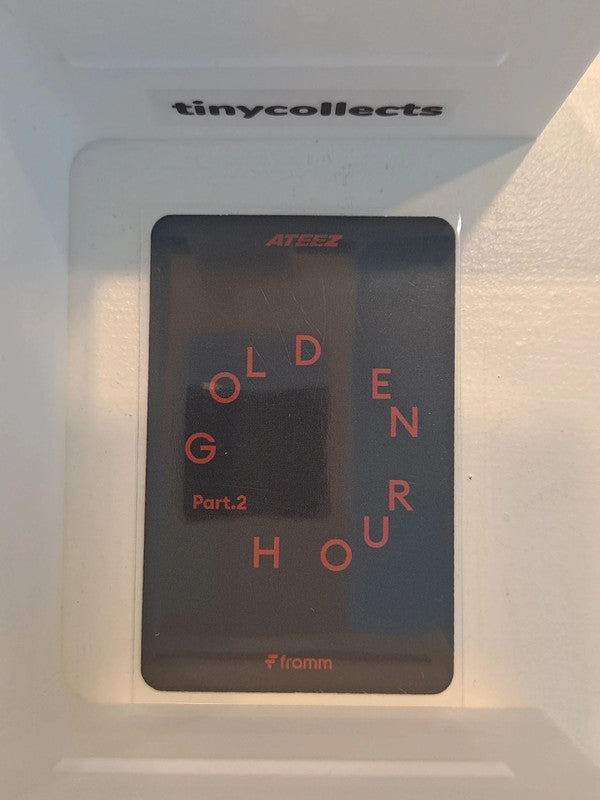 tinycollects
ATEEZ
GOLDEN
HOUR
Part.2
fromm